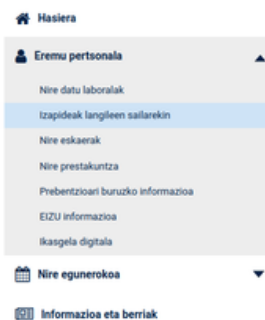 Hasiera
Eremu pertsonala
Nire datu laboralak
Izapideak langileen sailarekin
Nire eskaerak
Nire prestakuntza
Prebentzioari buruzko informazioa
EIZU informazioa
Ikasgela digitala
Nire egunerokoa
Informazioa eta berriak